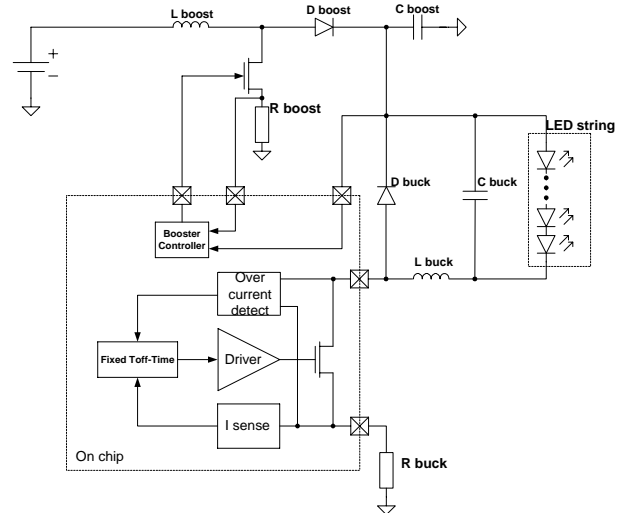 L boost
D boost
C boost
+
−
R boost
LED string
D buck
C buck
Booster
Controller
L buck
Over
current
detect
Fixed Toff-Time
Driver
I sense
On chip
R buck